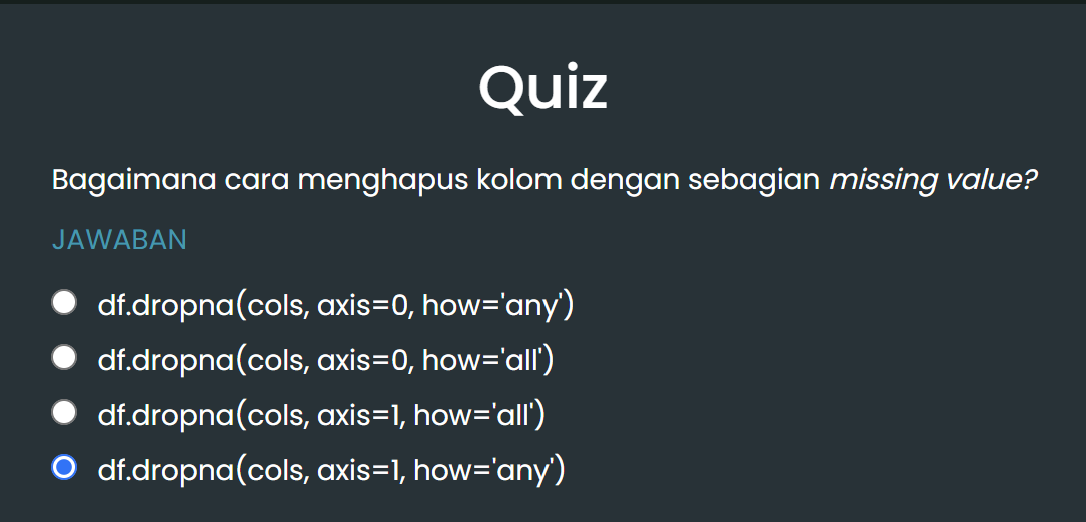 Quiz
Bagaimana cara menghapus kolom dengan sebagian missing value?
JAWABAN
df.dropna(cols, axis=0, how='any')
df.dropna(cols, axis=0, how='all')
df.dropna(cols, axis=1, how='all')
df.dropna(cols, axis=1, how='any')